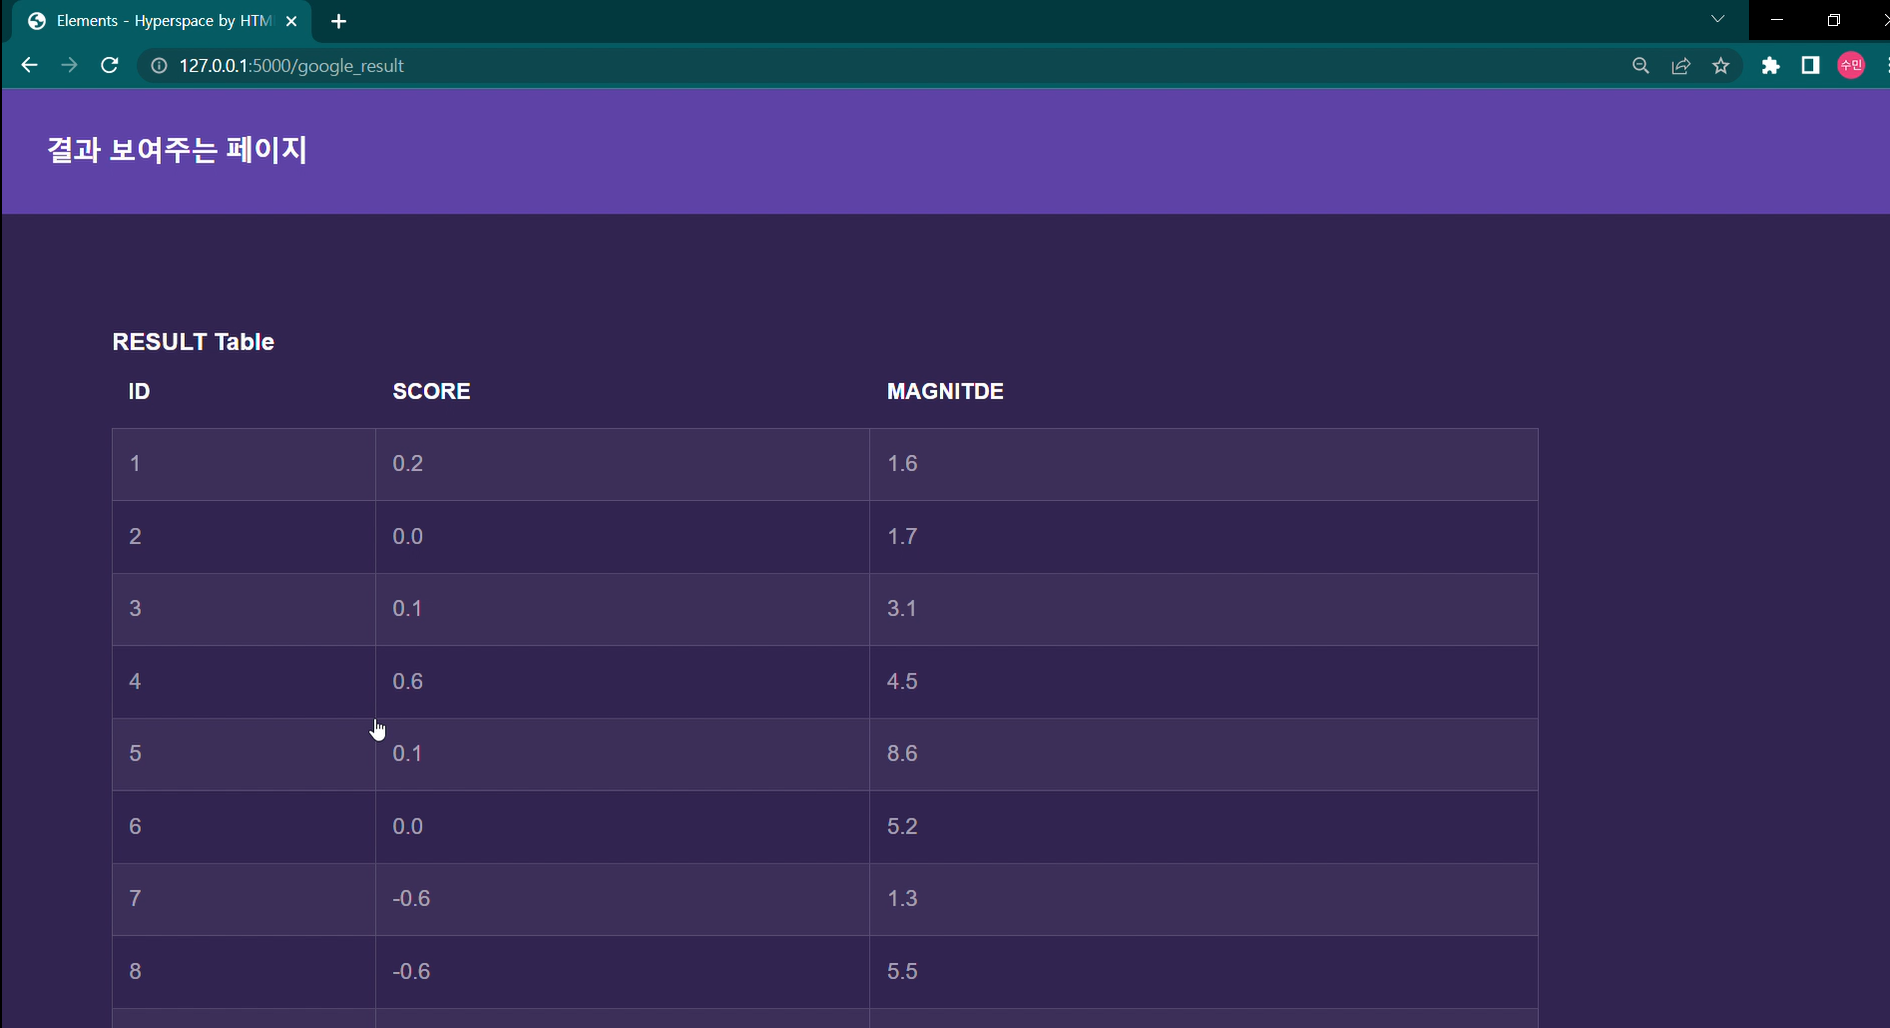 Elements - Hyperspace by HTM
127.0.0.1:5000/google_result
수민
결과 보여주는 페이지
RESULT Table
ID SCORE MAGNITDE
1 0.2 1.6
2 0.0 1.7
3 0.1 3.1
4 0.6 4.5
5 0.1 8.6
6 0.0 5.2
7 -0.6 1.3
8 -0.6 5.5